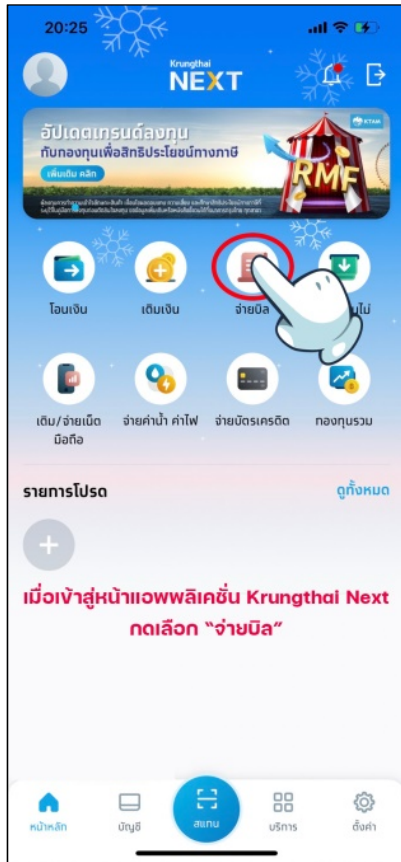 20:25
Krungthai
NEXT
KTAM
อัปเดตเทรนด์ลงทุน
กับกองทุนเพื่อสิทธิประโยชน์ทางภาษี
เพิ่มเติม คลิก
RMF
โอนเงิน
เติมเงิน
จ่ายบิล
เติม/จ่ายเน็ต
มือถือ
จ่ายค่าน้ำ ค่าไฟ
จ่ายบัตรเครดิต
กองทุนรวม
รายการโปรด
ดูทั้งหมด
เมื่อเข้าสู่หน้าแอพพลิเคชั่น Krungthai Next
กดเลือก “จ่ายบิล”
หน้าหลัก
บัญชี
สแกน
บริการ
ตั้งค่า